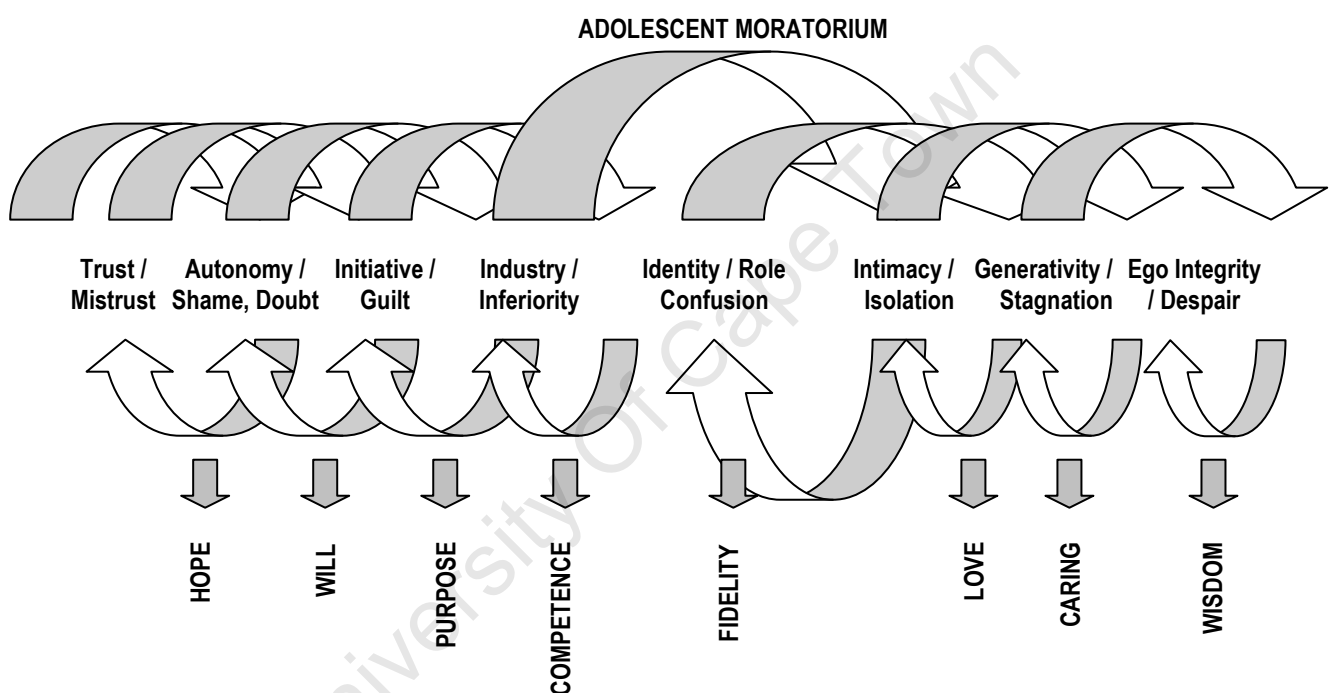 ADOLESCENT MORATORIUM
Trust /
Mistrust
Autonomy /
Shame, Doubt
Initiative /
Guilt
Industry /
Inferiority
Identity / Role
Confusion
Intimacy /
Isolation
Generativity /
Stagnation
Ego Integrity
/ Despair
HOPE
WILL
PURPOSE
COMPETENCE
FIDELITY
LOVE
CARING
WISDOM
niversity Of Cape Town